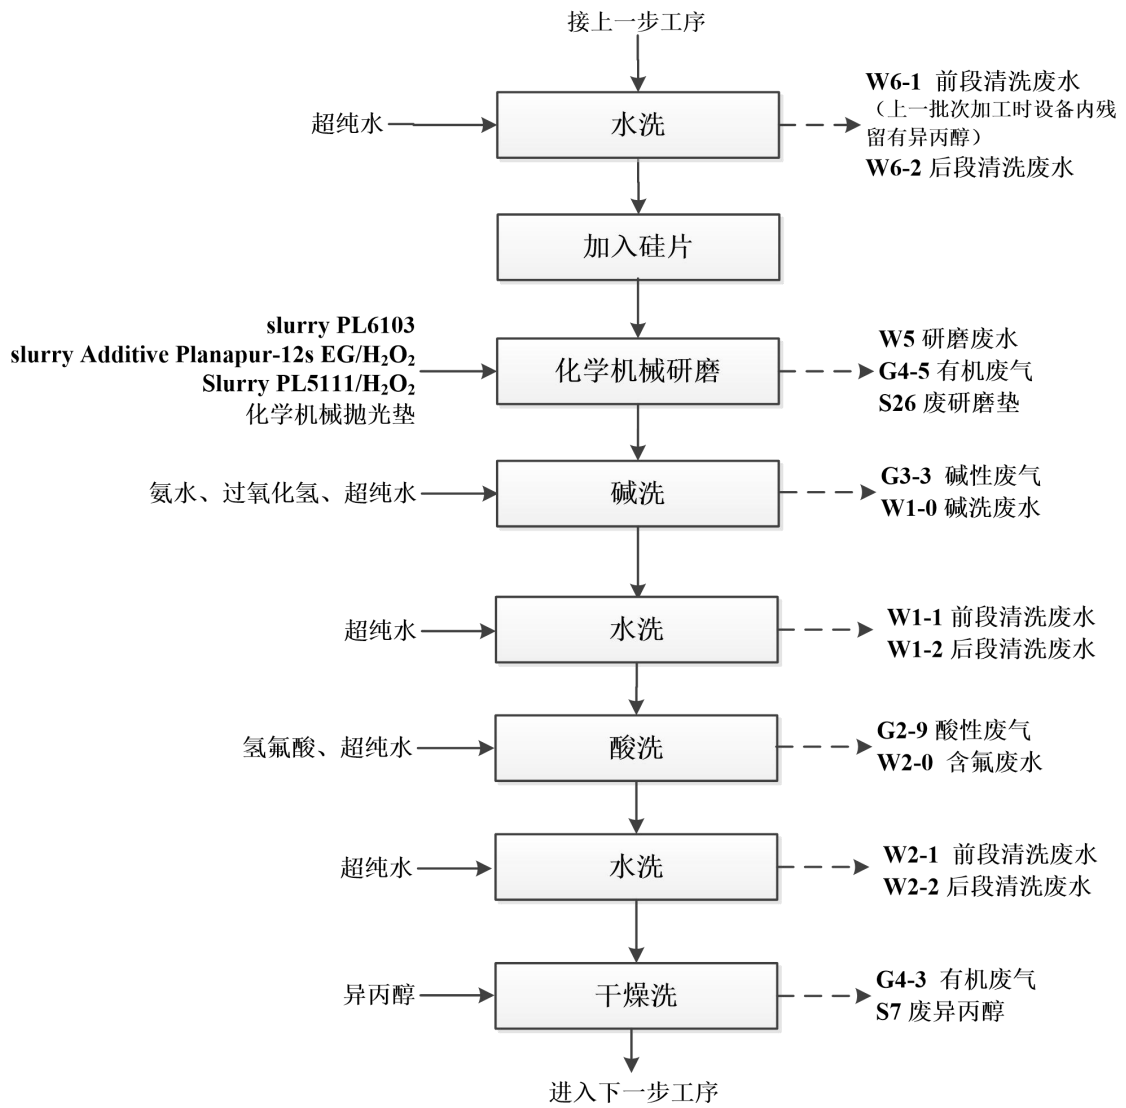 接上一步工序
超纯水
水洗
W6-1 前段清洗废水
（上一批次加工时设备内残
留有异丙醇）
W6-2 后段清洗废水
加入硅片
slurry PL6103
slurry Additive Planapur-12s EG/H₂O₂
Slurry PL5111/H₂O₂
化学机械抛光垫
化学机械研磨
W5 研磨废水
G4-5 有机废气
S26 废研磨垫
氨水、过氧化氢、超纯水
碱洗
G3-3 碱性废气
W1-0 碱洗废水
超纯水
水洗
W1-1 前段清洗废水
W1-2 后段清洗废水
氢氟酸、超纯水
酸洗
G2-9 酸性废气
W2-0 含氟废水
超纯水
水洗
W2-1 前段清洗废水
W2-2 后段清洗废水
异丙醇
干燥洗
G4-3 有机废气
S7 废异丙醇
进入下一步工序